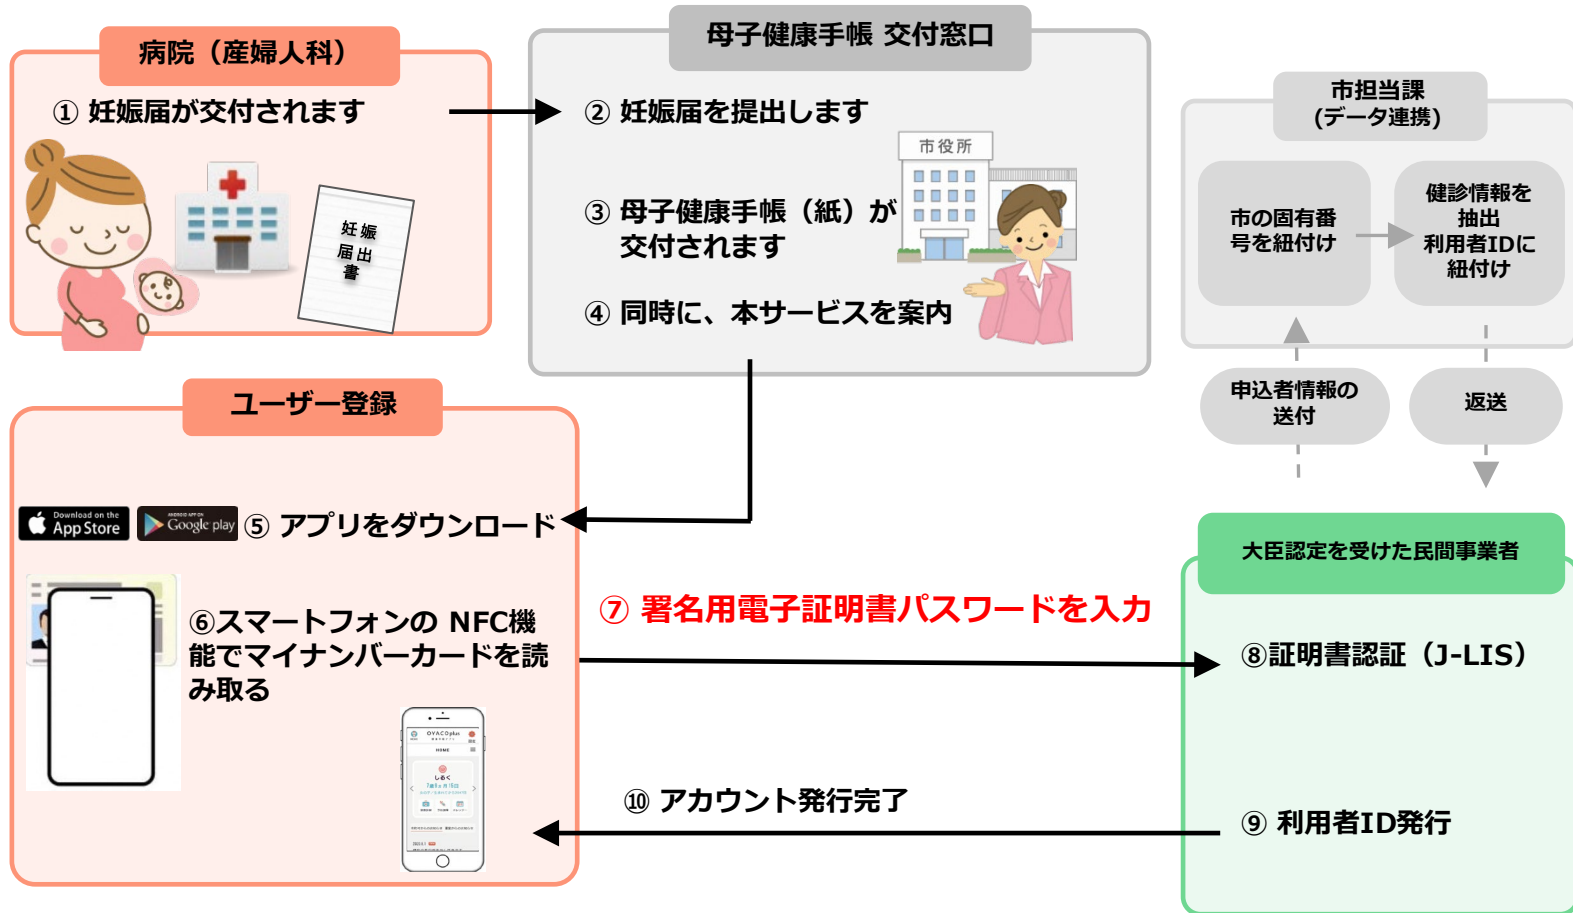 病院（産婦人科）
① 妊娠届が交付されます
妊娠
届出
書
母子健康手帳 交付窓口
② 妊娠届を提出します
市役所
③ 母子健康手帳（紙）が
交付されます
④ 同時に、本サービスを案内
市担当課
(データ連携)
市の固有番
号を紐付け
健診情報を
抽出
利用者IDに
紐付け
申込者情報の
送付
返送
ユーザー登録
Download on the
App Store
ANDROID APP ON
Google play
⑤ アプリをダウンロード
⑥スマートフォンの NFC機
能でマイナンバーカードを読
み取る
OYACOplus
HOME
しるく
⑦ 署名用電子証明書パスワードを入力
大臣認定を受けた民間事業者
⑧証明書認証（J-LIS）
⑨ 利用者ID発行
⑩ アカウント発行完了